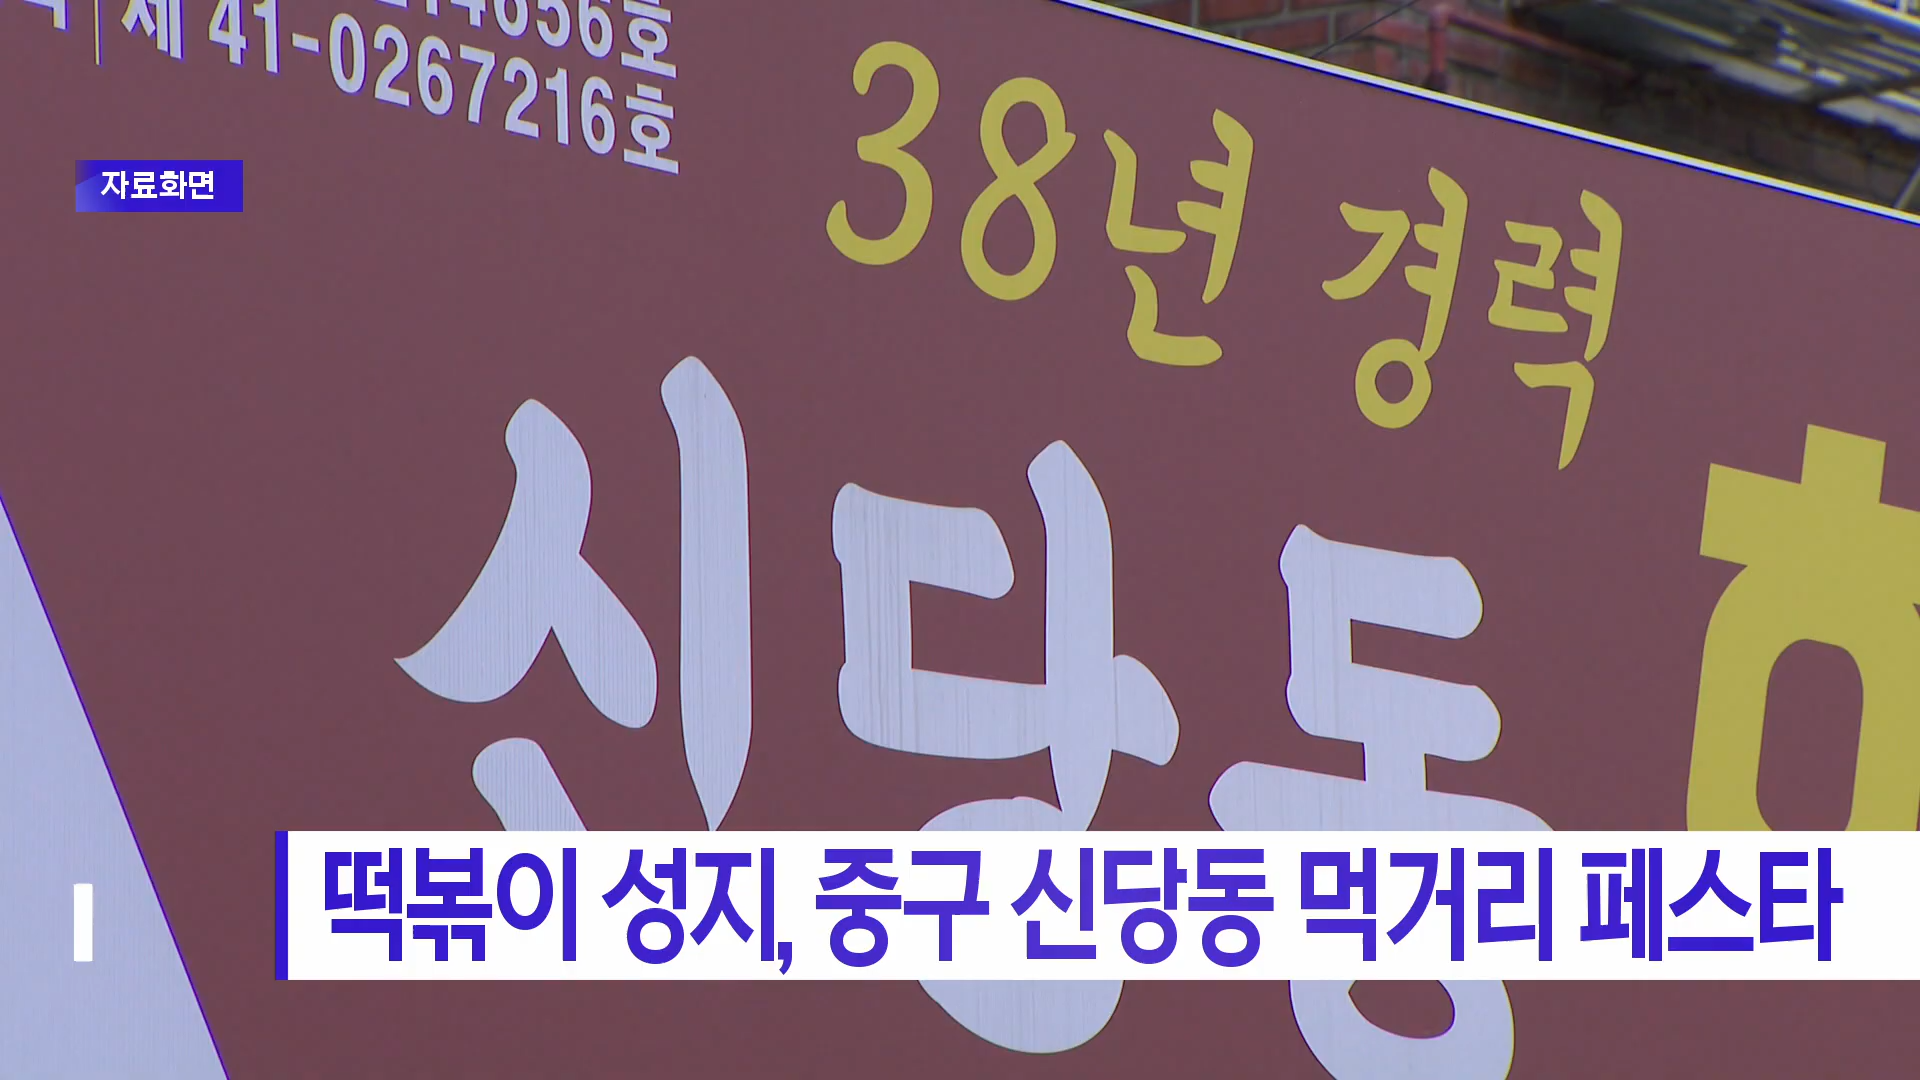 제 41-0267216호
38년 경력
자료화면
신당동
떡볶이 성지, 중구 신당동 먹거리 페스타